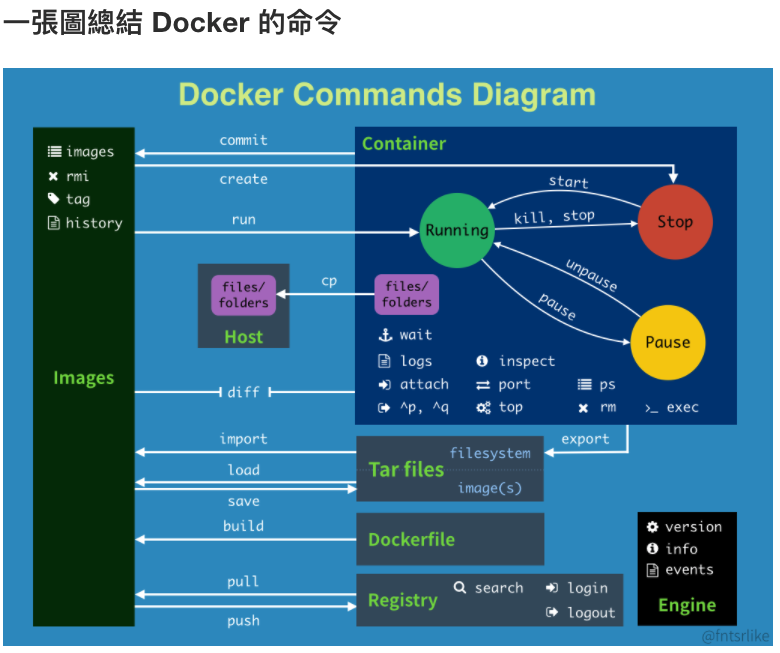 一張圖總結 Docker 的命令
Docker Commands Diagram
images
rmi
tag
history
Images
commit
create
run
Container
start
kill, stop
Running
Stop
unpause
pause
Pause
files/
folders
Host
cp
files/
folders
wait
logs
inspect
attach
port
ps
^p, ^q
top
rm
>_ exec
diff
import
load
save
export
Tar files
filesystem
image(s)
build
Dockerfile
pull
push
Registry
search
login
logout
version
info
events
Engine
@fntsrlike